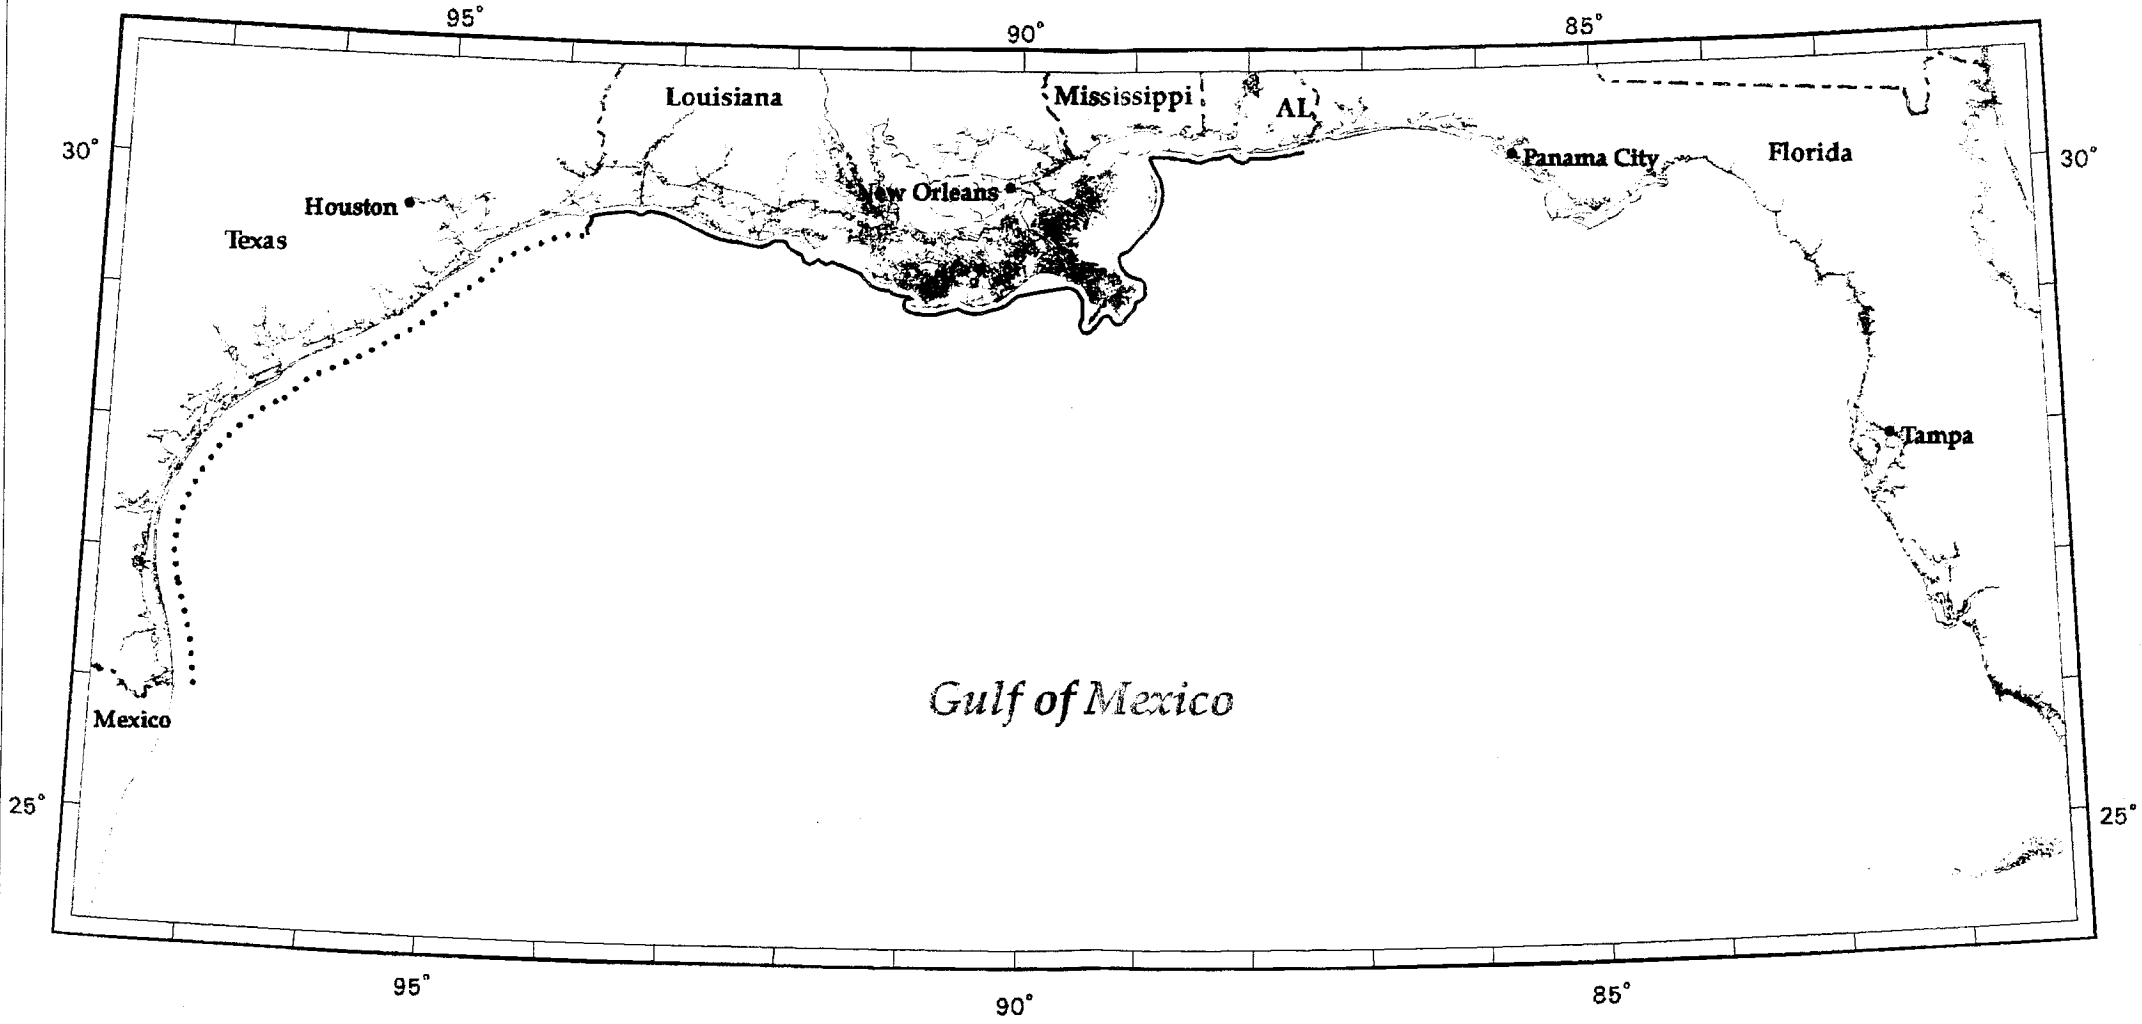 95°
90°
85°
Louisiana
Mississippi
AL
30°
Panama City
Florida
30°
New Orleans
Houston
Texas
Tampa
Gulf of Mexico
Mexico
25°
25°
95°
90°
85°